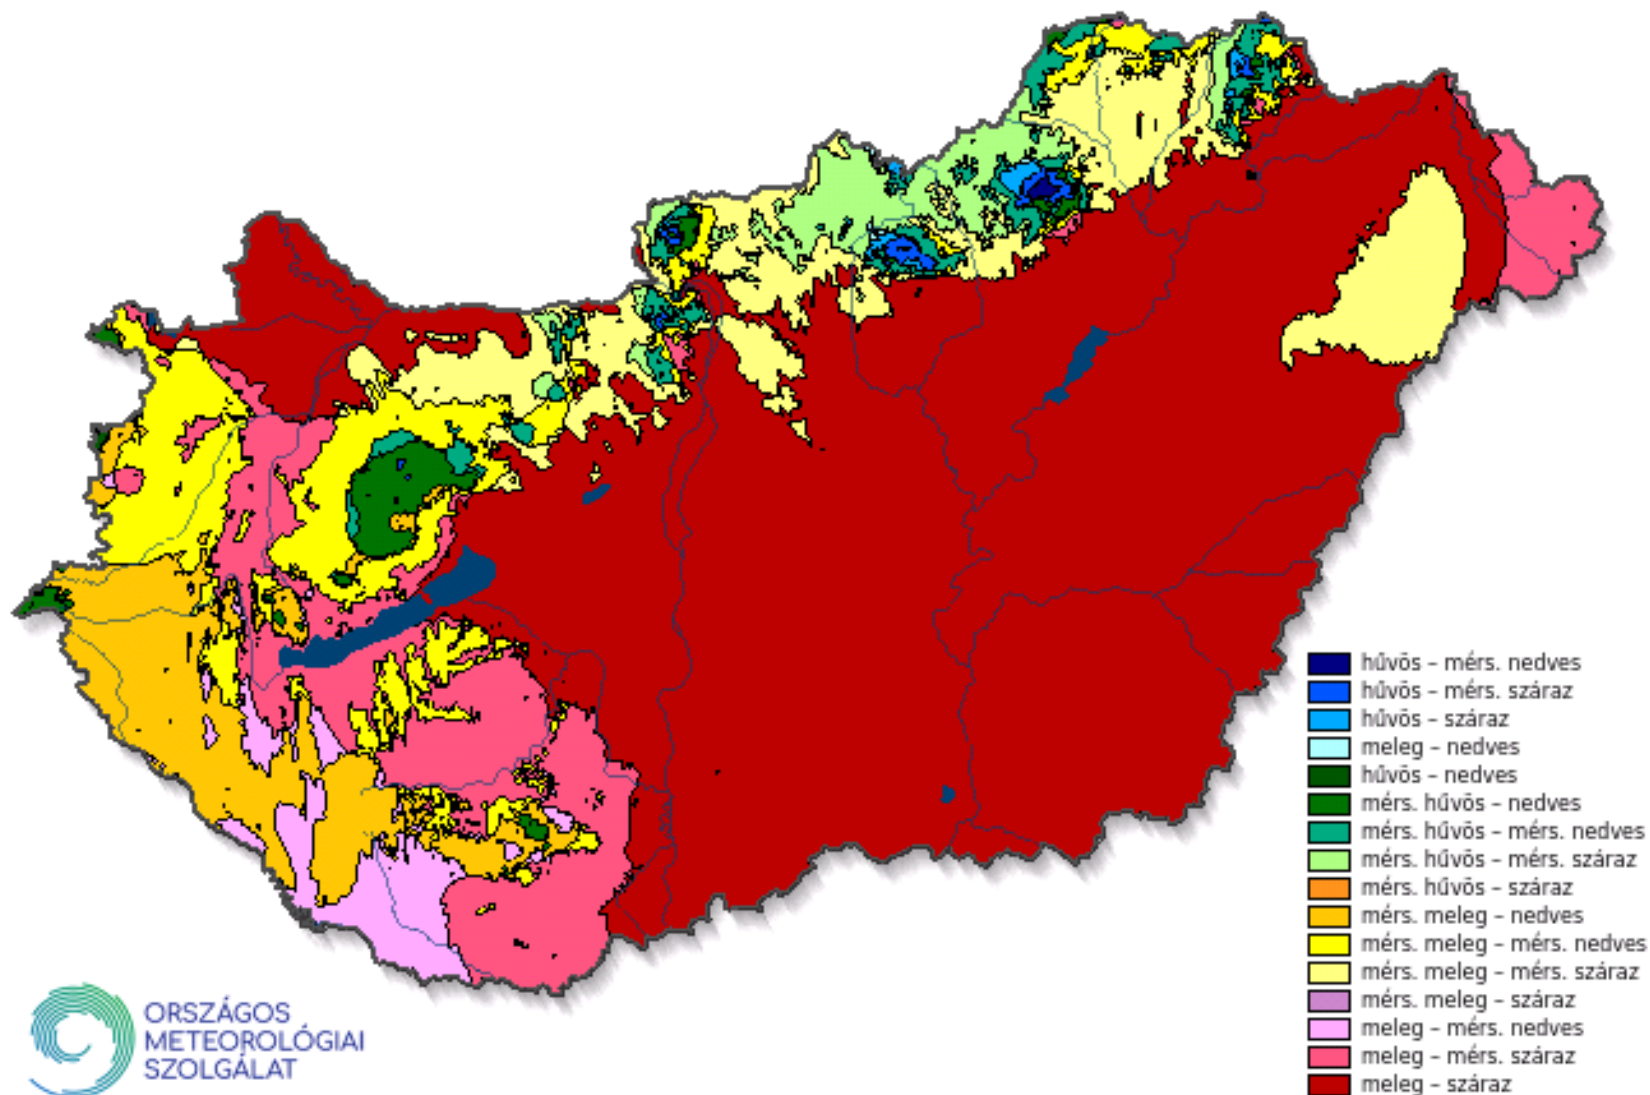 hűvös – mérs. nedves
hűvös – mérs. száraz
hűvös – száraz
meleg – nedves
hűvös – nedves
mérs. hűvös – nedves
mérs. hűvös – mérs. nedves
mérs. hűvös – mérs. száraz
mérs. hűvös – száraz
mérs. meleg – nedves
mérs. meleg – mérs. nedves
mérs. meleg – mérs. száraz
mérs. meleg – száraz
meleg – mérs. nedves
meleg – mérs. száraz
meleg – száraz
ORSZÁGOS
METEOROLÓGIAI
SZOLGÁLAT